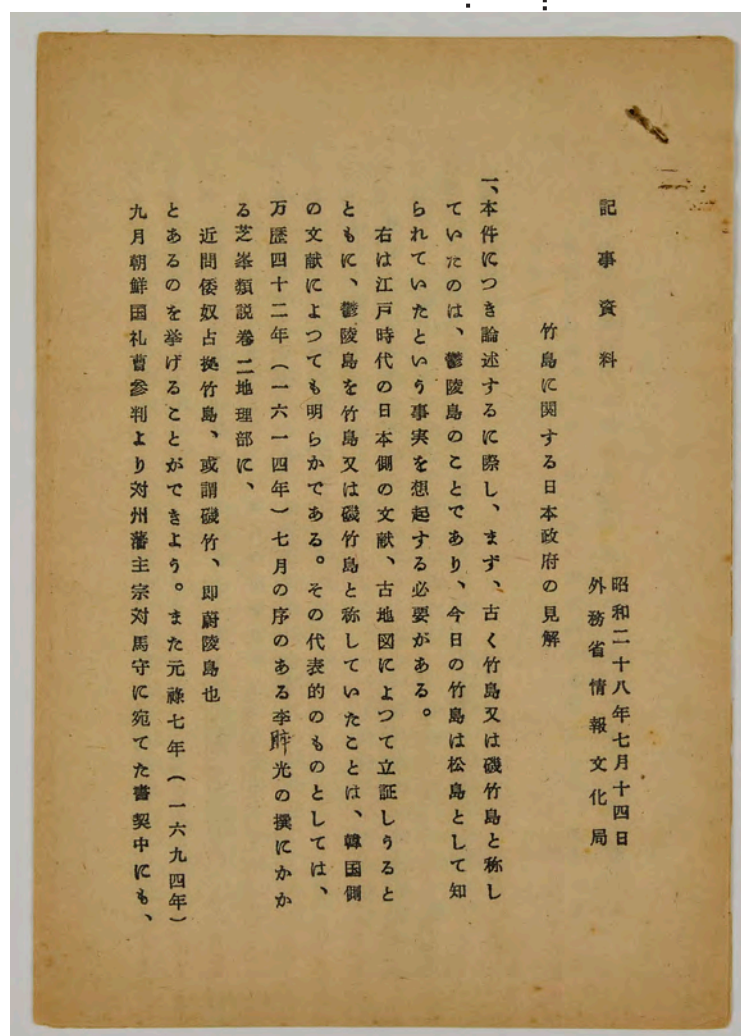 記事資料
昭和二十八年七月十四日
外務省情報文化局
竹島に関する日本政府の見解
一、本件につき論述するに際し、まず、古く竹島又は磯竹島と称し
ていたのは、鬱陵島のことであり、今日の竹島は松島として知
られていたという事実を想起する必要がある。
右は江戸時代の日本側の文献、古地図によつて立証しうると
ともに、鬱陵島を竹島又は磯竹島と称していたことは、韓国側
の文献によつても明らかである。その代表的のものとしては、
万歴四十二年(一六一四年)七月の序のある李睟光の撰にかか
る芝峯類説巻二地理部に、
近問倭奴占拠竹島、或謂磯竹、即蔚陵島也
とあるのを挙げることができよう。また元祿七年(一六九四年)
九月朝鮮国礼曹参判より対州藩主宗対馬守に宛てた書契中にも、